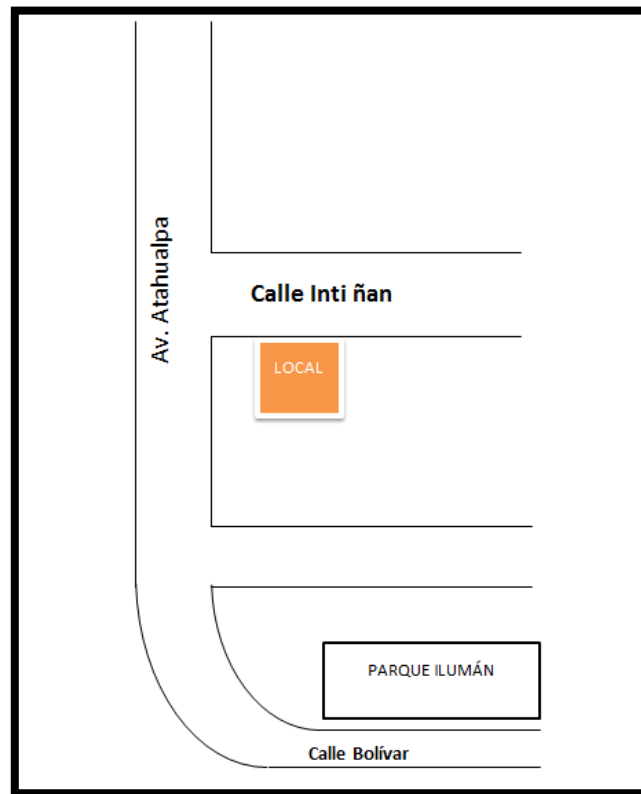 Av. Atahualpa
Calle Inti ñan
LOCAL
PARQUE ILUMÁN
Calle Bolívar